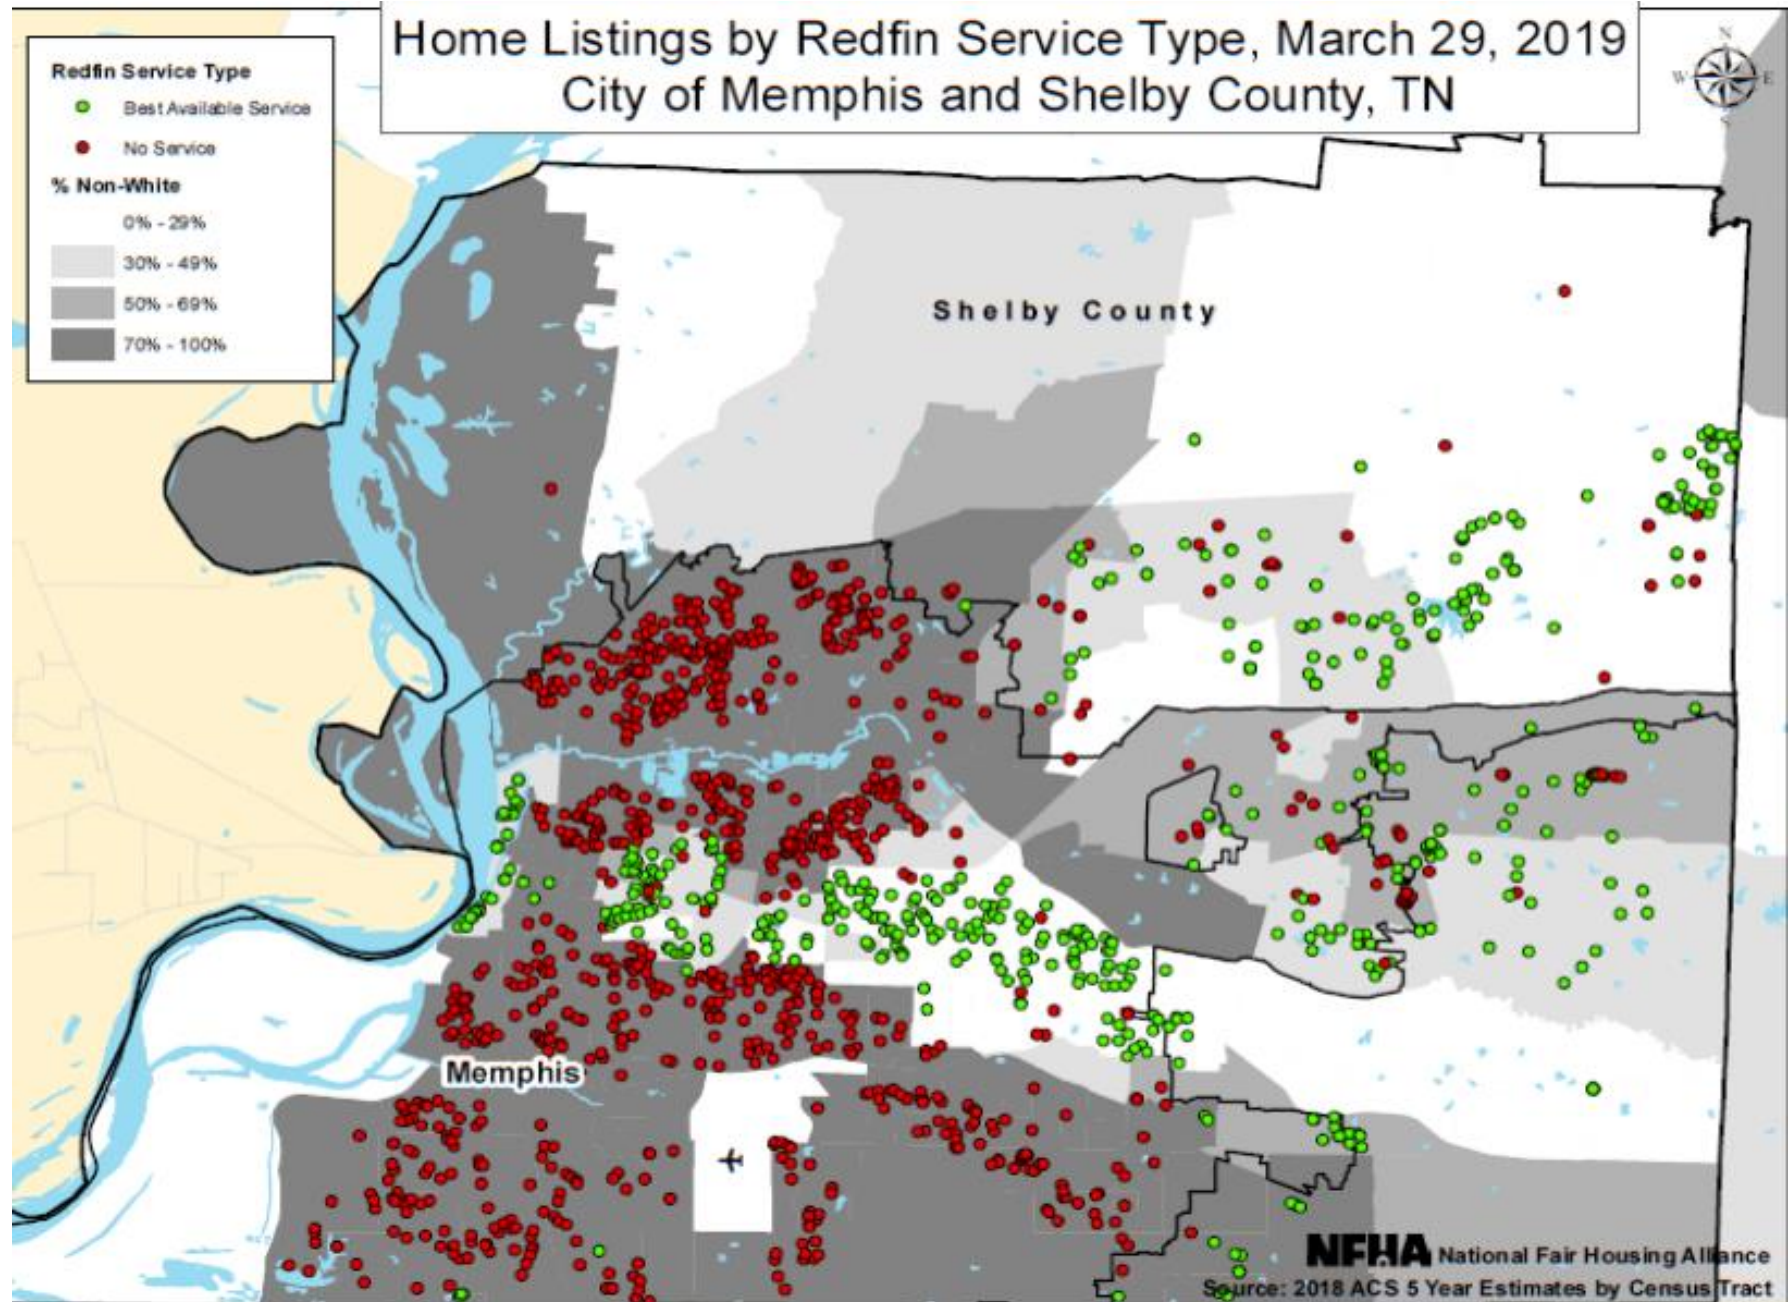 Home Listings by Redfin Service Type, March 29, 2019
City of Memphis and Shelby County, TN
Redfin Service Type
Best Available Service
No Service
% Non-White
0% - 29%
30% - 49%
50% - 69%
70% - 100%
N
W E
S
Shelby County
Memphis
NFHA National Fair Housing Alliance
Source: 2018 ACS 5 Year Estimates by Census Tract